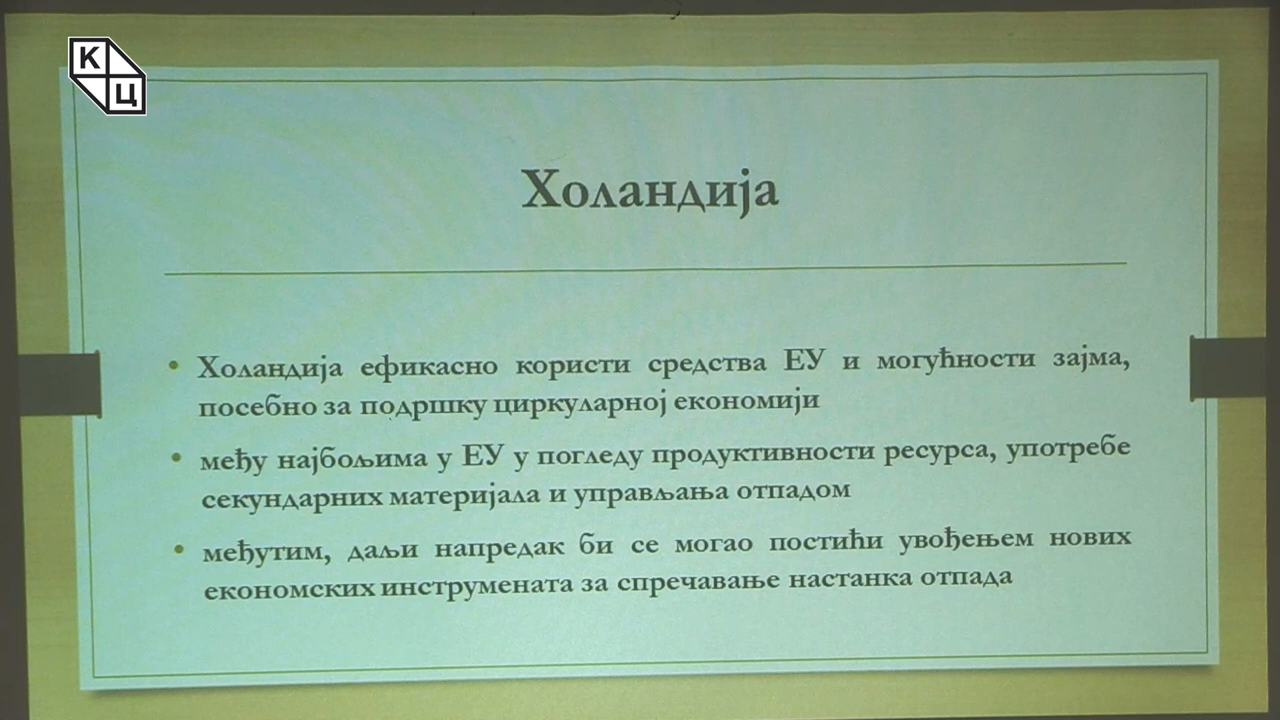 К
Ц
Холандија
• Холандија ефикасно користи средства ЕУ и могућности зајма,
посебно за подршку циркуларној економији
• међу најбољима у ЕУ у погледу продуктивности ресурса, употребе
секундарних материјала и управљања отпадом
• међутим, даљи напредак би се могао постићи увођењем нових
економских инструмената за спречавање настанка отпада